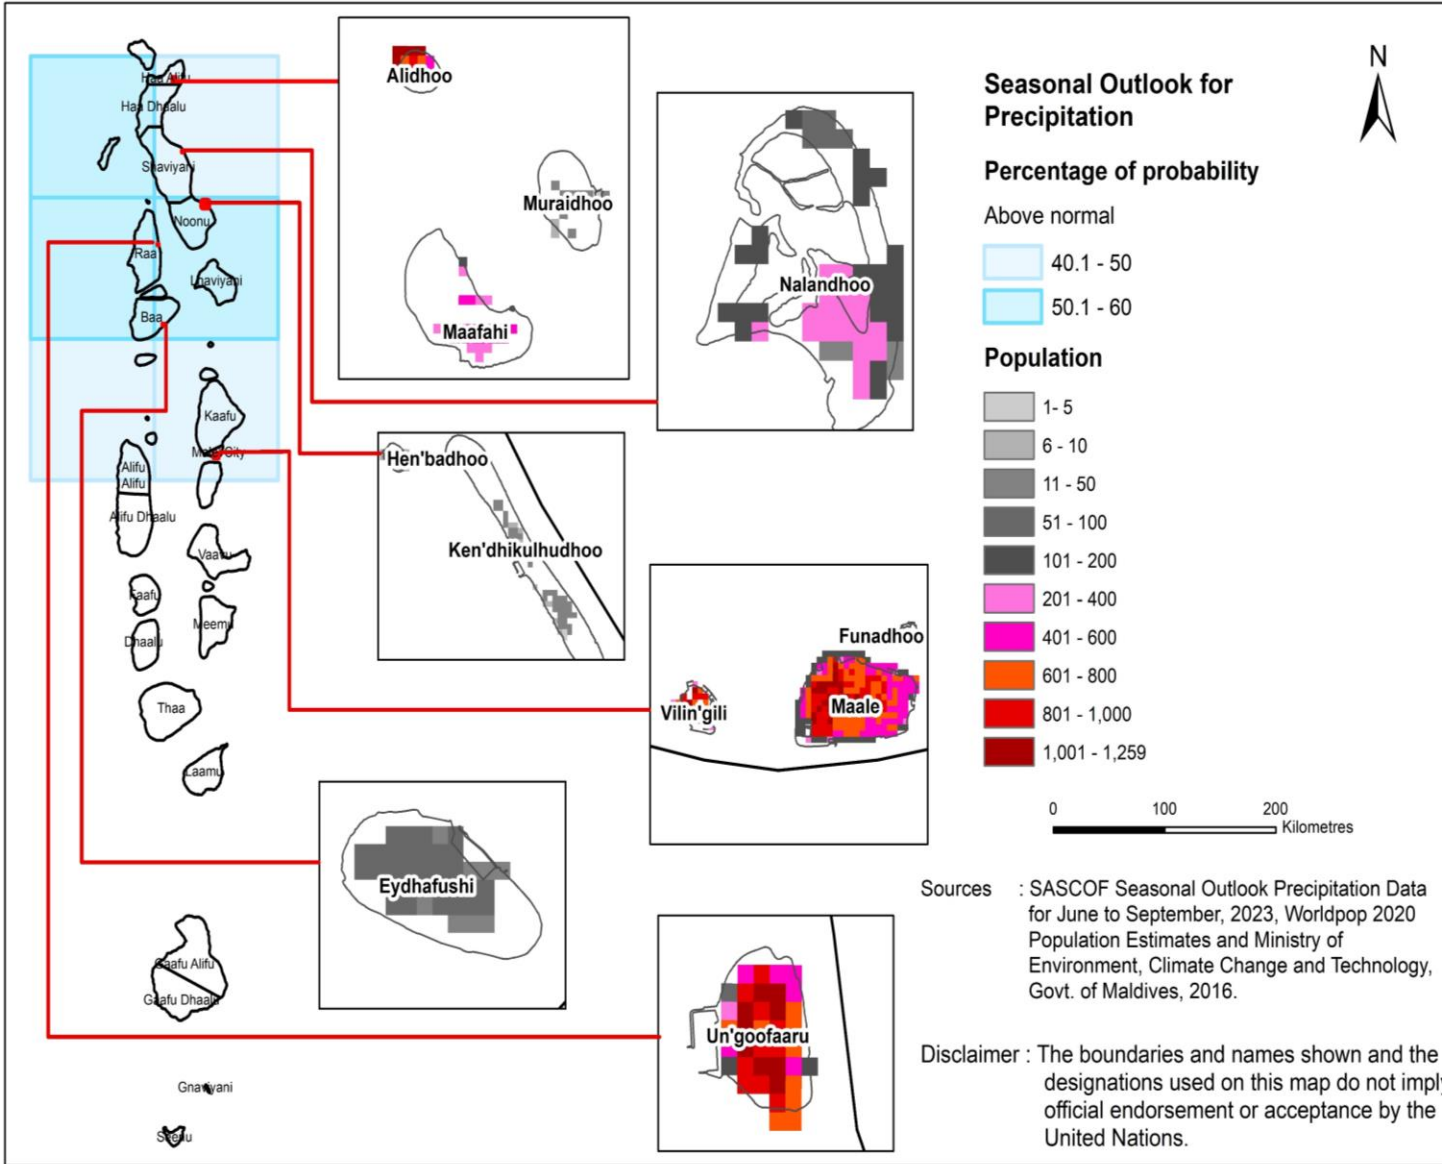 Haa Alifu
Haa Dhaalu
Shaviyani
Noonu
Raa
Lhaviyani
Baa
Kaafu
Male' City
Alifu
Alifu
Alifu Dhaalu
Vaavu
Faafu
Meemu
Dhaalu
Thaa
Laamu
Gaafu Alifu
Gaafu Dhaalu
Gnaviyani
Seenu
Alidhoo
Muraidhoo
Maafahi
Nalandhoo
Hen'badhoo
Ken'dhikulhudhoo
Funadhoo
Vilin'gili
Maale
Eydhafushi
Un'goofaaru
N
Seasonal Outlook for
Precipitation
Percentage of probability
Above normal
40.1 - 50
50.1 - 60
Population
1- 5
6 - 10
11 - 50
51 - 100
101 - 200
201 - 400
401 - 600
601 - 800
801 - 1,000
1,001 - 1,259
0 100 200
Kilometres
Sources : SASCOF Seasonal Outlook Precipitation Data
for June to September, 2023, Worldpop 2020
Population Estimates and Ministry of
Environment, Climate Change and Technology,
Govt. of Maldives, 2016.
Disclaimer : The boundaries and names shown and the
designations used on this map do not imply
official endorsement or acceptance by the
United Nations.